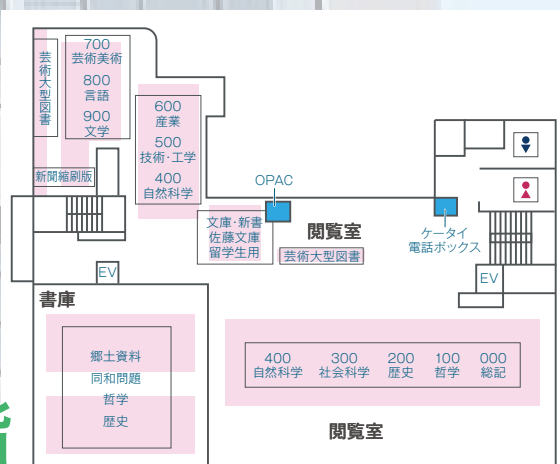 芸術大型図書
700
芸術美術
800
言語
900
文学
600
産業
500
技術・工学
400
自然科学
新聞縮刷版
OPAC
文庫・新書
佐藤文庫
留学生用
閲覧室
芸術大型図書
ケータイ
電話ボックス
EV
EV
書庫
郷土資料
同和問題
哲学
歴史
400
自然科学
300
社会科学
200
歴史
100
哲学
000
総記
閲覧室